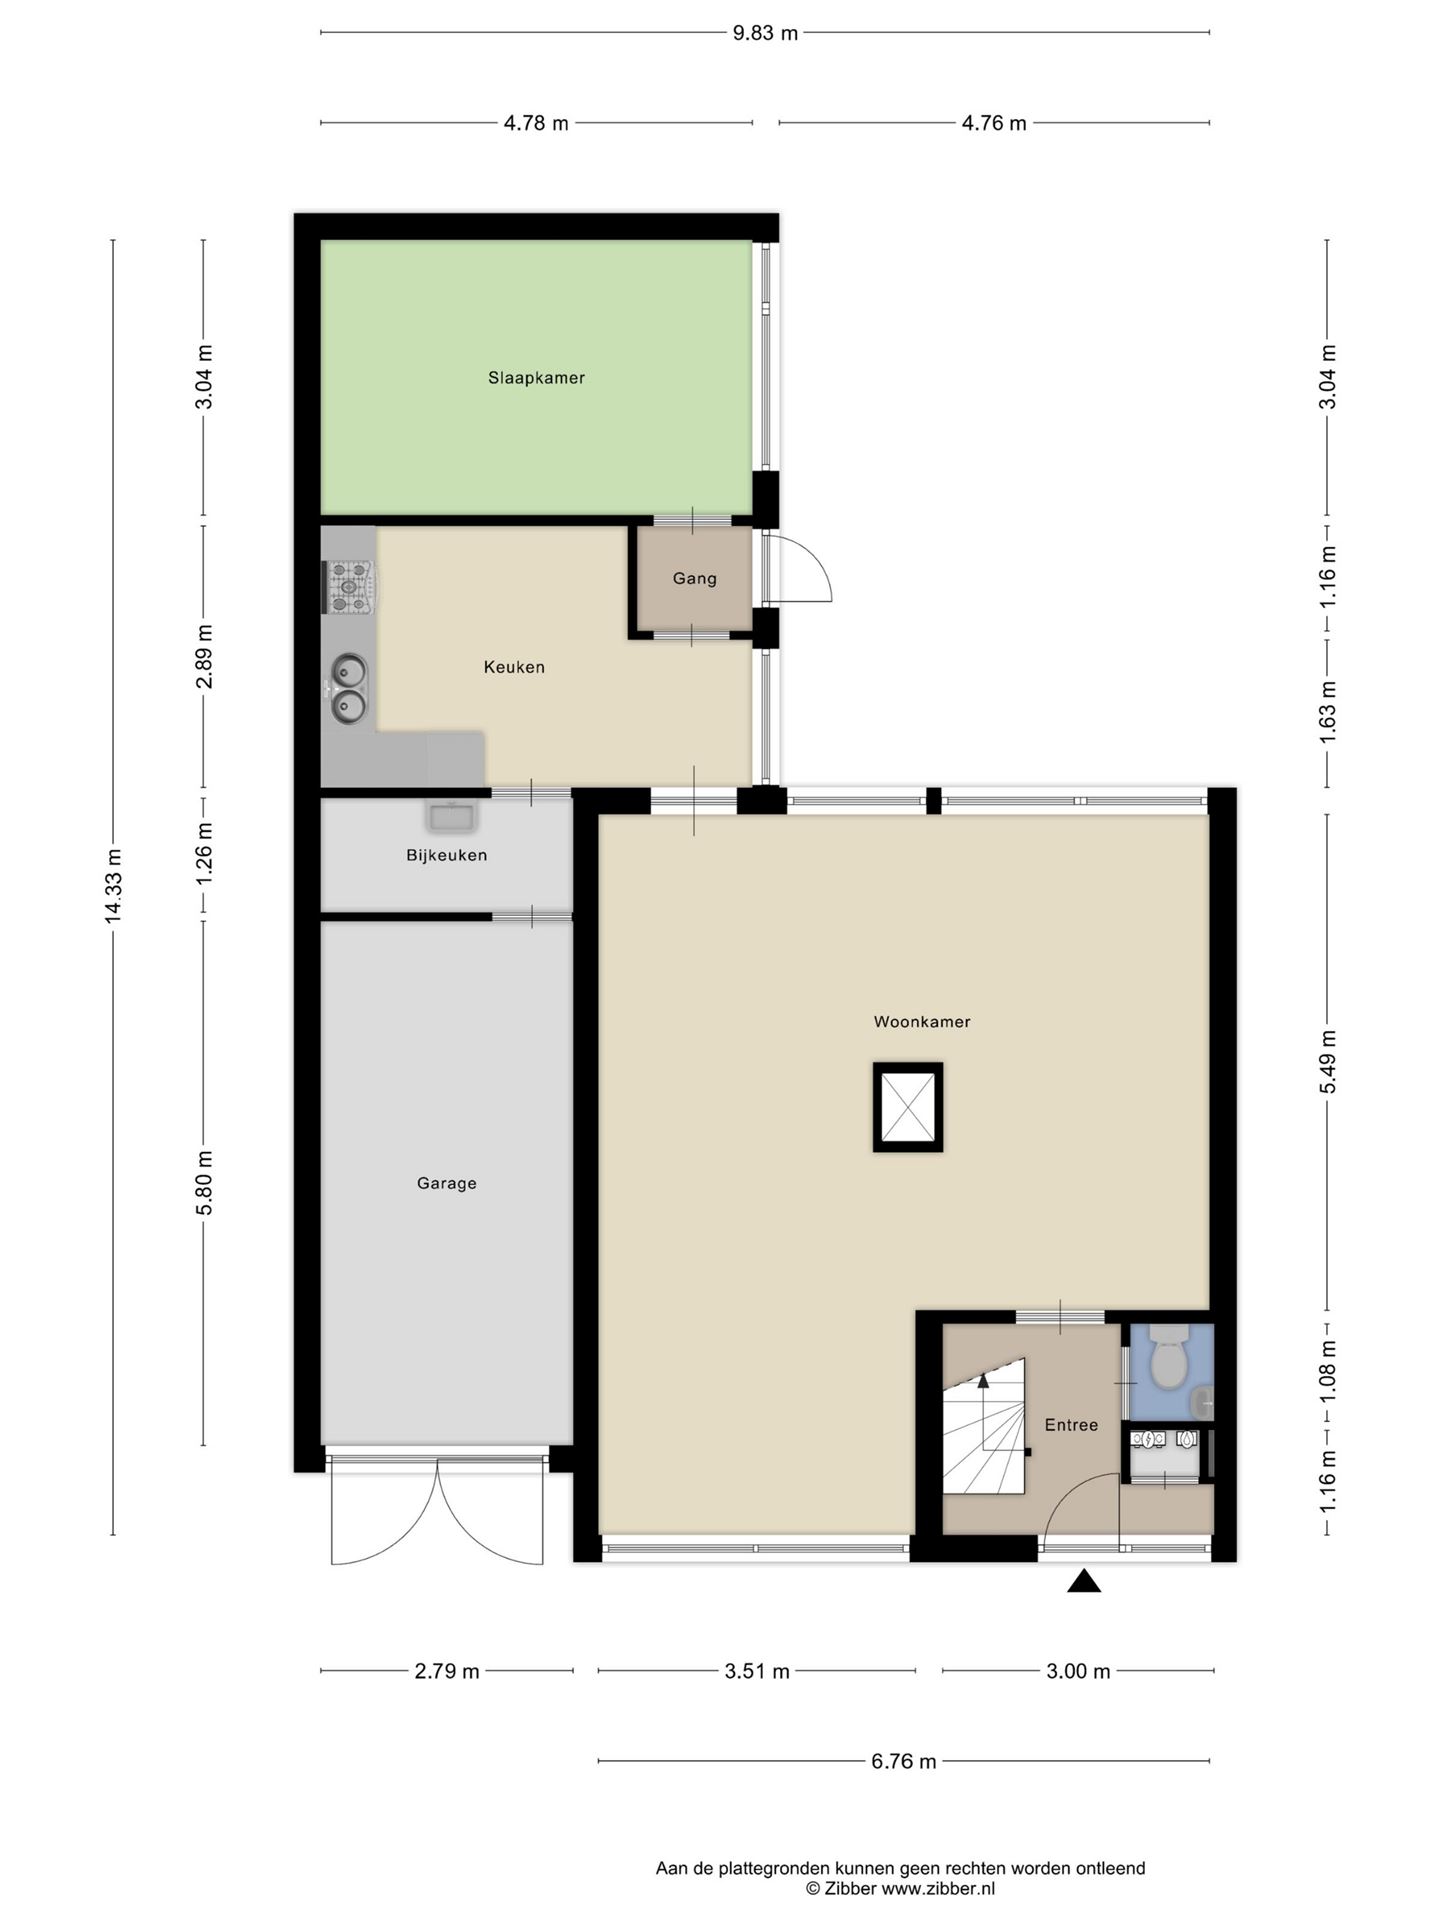 9.83 m
4.78 m
4.76 m
3.04 m
3.04 m
Slaapkamer
Gang
1.16 m
2.89 m
Keuken
1.63 m
14.33 m
1.26 m
Bijkeuken
Woonkamer
5.49 m
5.80 m
Garage
1.08 m
Entree
1.16 m
2.79 m
3.51 m
3.00 m
6.76 m
Aan de plattegronden kunnen geen rechten worden ontleend
© Zibber www.zibber.nl